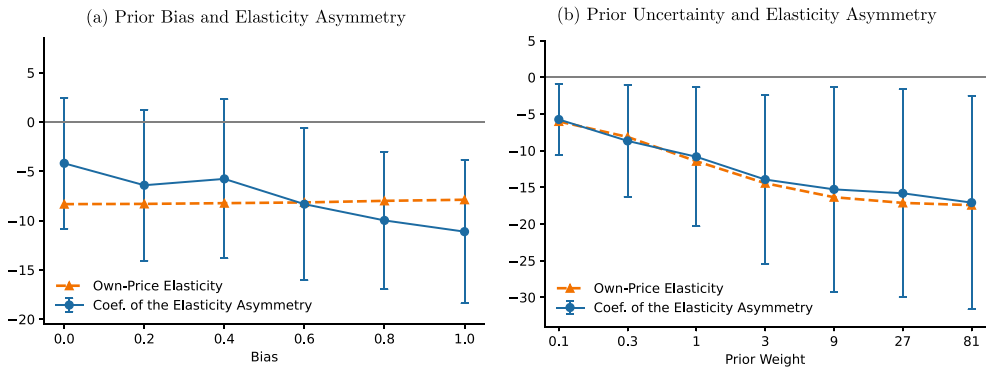 (a) Prior Bias and Elasticity Asymmetry
5
0
−5
−10
−15
−20
Own-Price Elasticity
Coef. of the Elasticity Asymmetry
0.0 0.2 0.4 0.6 0.8 1.0
Bias
(b) Prior Uncertainty and Elasticity Asymmetry
5
0
−5
−10
−15
−20
−25
−30
Own-Price Elasticity
Coef. of the Elasticity Asymmetry
0.1 0.3 1 3 9 27 81
Prior Weight